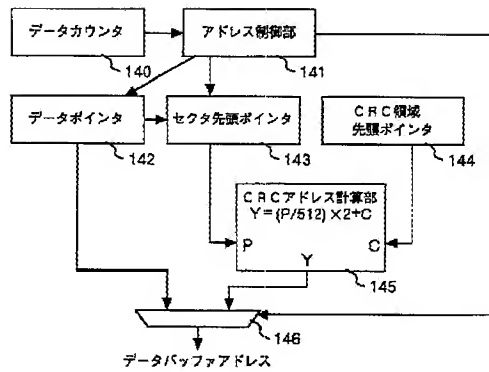 データカウンタ
140
アドレス制御部
141
データポインタ
142
セクタ先頭ポインタ
143
CRC領域
先頭ポインタ
144
CRCアドレス計算部
Y=(P/512)×2+C
P
C
Y
145
146
データバッファアドレス